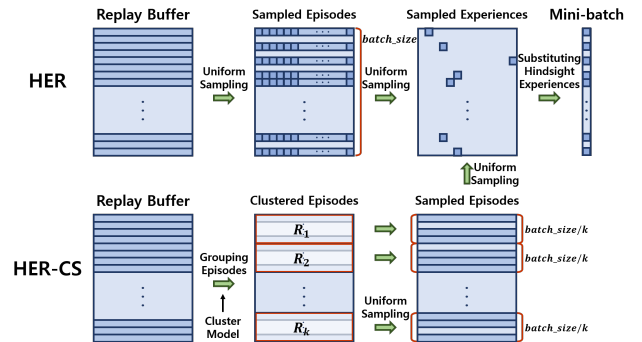 Replay Buffer
Sampled Episodes
Sampled Experiences
Mini-batch
HER
batch_size
Uniform
Sampling
Uniform
Sampling
Substituting
Hindsight
Experiences
Uniform
Sampling
Replay Buffer
Clustered Episodes
Sampled Episodes
HER-CS
Grouping
Episodes
Cluster
Model
R1
R2
Rk
Uniform
Sampling
batch_size/k
batch_size/k
batch_size/k